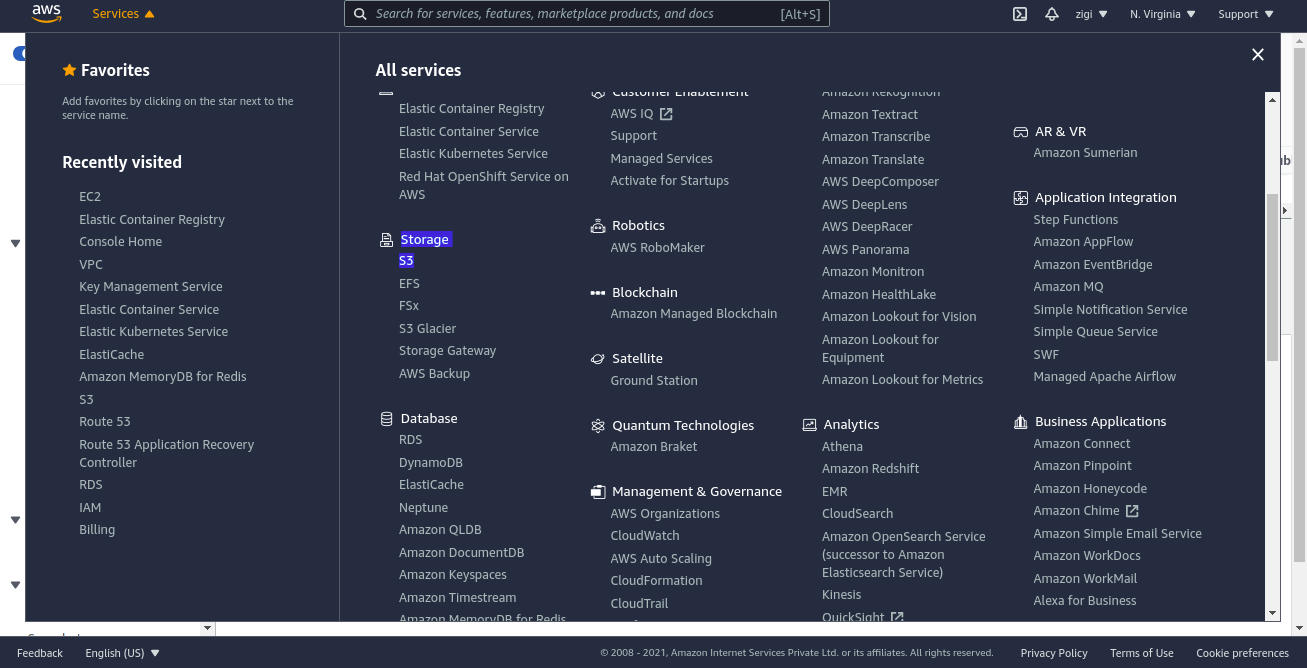 aws
Services
Search for services, features, marketplace products, and docs
[Alt+S]
zigi
N. Virginia
Support
Favorites
Add favorites by clicking on the star next to the
service name.
Recently visited
EC2
Elastic Container Registry
Console Home
VPC
Key Management Service
Elastic Container Service
Elastic Kubernetes Service
ElastiCache
Amazon MemoryDB for Redis
S3
Route 53
Route 53 Application Recovery
Controller
RDS
IAM
Billing
All services
Elastic Container Registry
Elastic Container Service
Elastic Kubernetes Service
Red Hat OpenShift Service on
AWS
Storage
S3
EFS
FSx
S3 Glacier
Storage Gateway
AWS Backup
Database
RDS
DynamoDB
ElastiCache
Neptune
Amazon QLDB
Amazon DocumentDB
Amazon Keyspaces
Amazon Timestream
Amazon MemoryDB for Redis
Customer Enablement
AWS IQ
Support
Managed Services
Activate for Startups
Robotics
AWS RoboMaker
Blockchain
Amazon Managed Blockchain
Satellite
Ground Station
Quantum Technologies
Amazon Braket
Management & Governance
AWS Organizations
CloudWatch
AWS Auto Scaling
CloudFormation
CloudTrail
Amazon Rekognition
Amazon Textract
Amazon Transcribe
Amazon Translate
AWS DeepComposer
AWS DeepLens
AWS DeepRacer
AWS Panorama
Amazon Monitron
Amazon HealthLake
Amazon Lookout for Vision
Amazon Lookout for
Equipment
Amazon Lookout for Metrics
Analytics
Athena
Amazon Redshift
EMR
CloudSearch
Amazon OpenSearch Service
(successor to Amazon
Elasticsearch Service)
Kinesis
QuickSight
AR & VR
Amazon Sumerian
Application Integration
Step Functions
Amazon AppFlow
Amazon EventBridge
Amazon MQ
Simple Notification Service
Simple Queue Service
SWF
Managed Apache Airflow
Business Applications
Amazon Connect
Amazon Pinpoint
Amazon Honeycode
Amazon Chime
Amazon Simple Email Service
Amazon WorkDocs
Amazon WorkMail
Alexa for Business
Feedback
English (US)
© 2008 - 2021, Amazon Internet Services Private Ltd. or its affiliates. All rights reserved.
Privacy Policy
Terms of Use
Cookie preferences